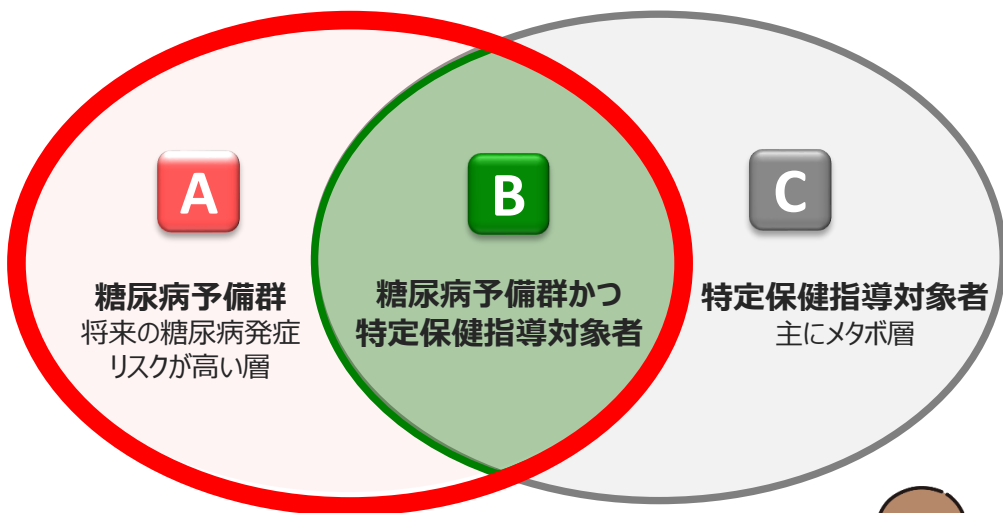 A
糖尿病予備群
将来の糖尿病発症
リスクが高い層
B
糖尿病予備群かつ
特定保健指導対象者
C
特定保健指導対象者
主にメタボ層